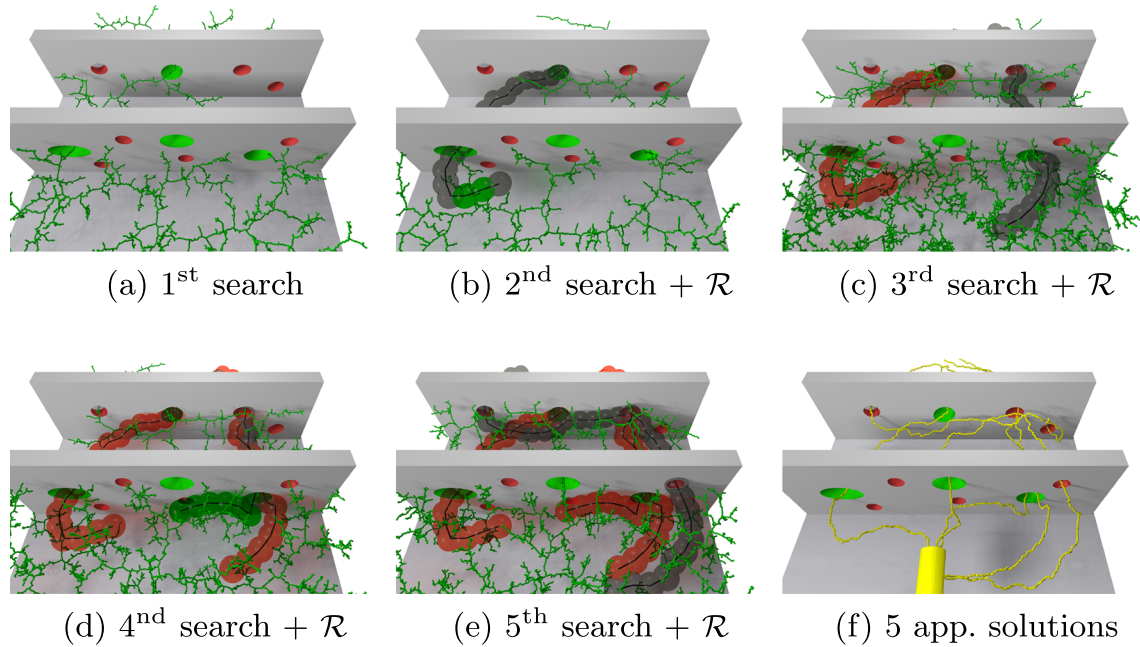 (a) 1st search
(b) 2nd search + R
(c) 3rd search + R
(d) 4nd search + R
(e) 5th search + R
(f) 5 app. solutions